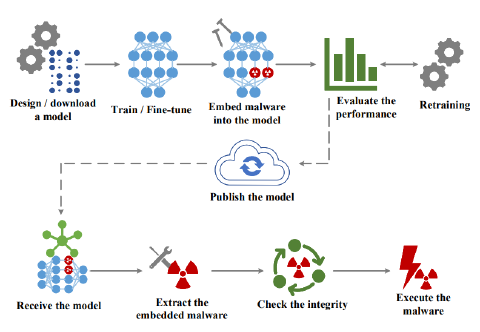 Design / download
a model
Train / Fine-tune
Embed malware
into the model
Evaluate the
performance
Retraining
Publish the model
Receive the model
Extract the
embedded malware
Check the integrity
Execute the
malware